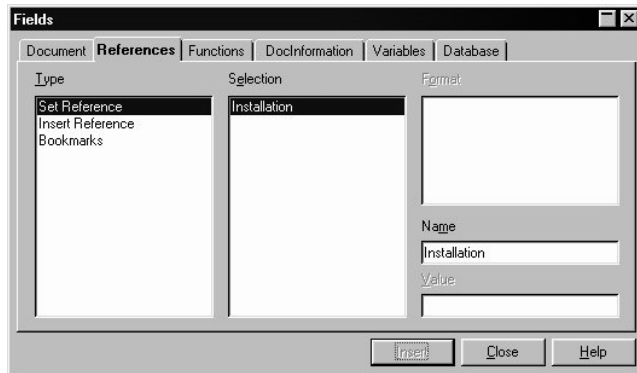 Fields
Document References Functions DocInformation Variables Database
Type Selection Format
Set Reference Installation
Insert Reference
Bookmarks
Name
Installation
Value
Insert Close Help